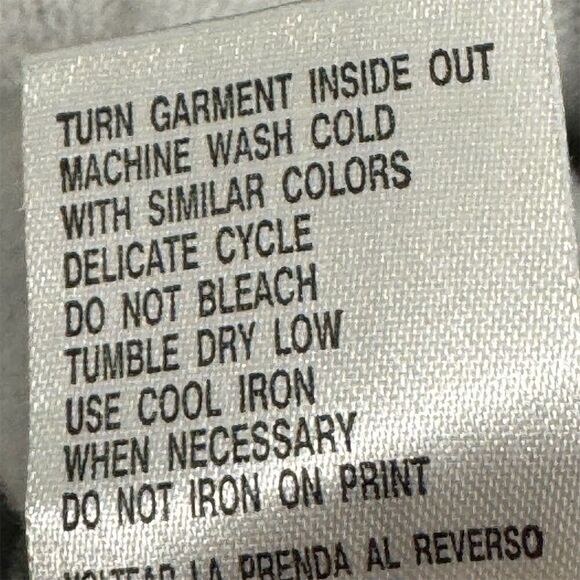 TURN GARMENT INSIDE OUT
MACHINE WASH COLD
WITH SIMILAR COLORS
DELICATE CYCLE
DO NOT BLEACH
TUMBLE DRY LOW
USE COOL IRON
WHEN NECESSARY
DO NOT IRON ON PRINT
VOLTEAR LA PRENDA AL REVERSO